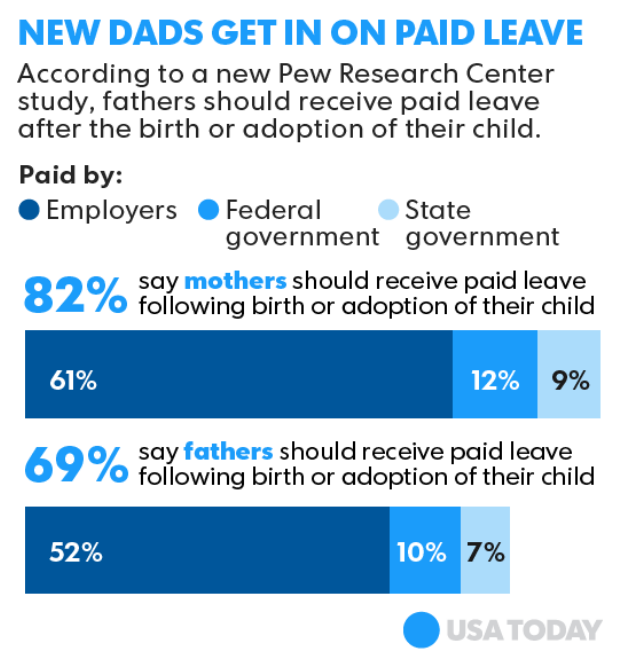 NEW DADS GET IN ON PAID LEAVE
According to a new Pew Research Center
study, fathers should receive paid leave
after the birth or adoption of their child.
Paid by:
Employers
Federal government
State government
82% say mothers should receive paid leave
following birth or adoption of their child
61% 12% 9%
69% say fathers should receive paid leave
following birth or adoption of their child
52% 10% 7%
USA TODAY